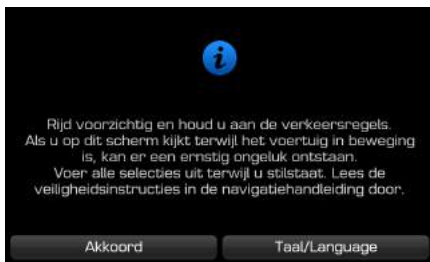 Rijd voorzichtig en houd u aan de verkeersregels.
Als u op dit scherm kijkt terwijl het voertuig in beweging
is, kan er een ernstig ongeluk ontstaan.
Voer alle selecties uit terwijl u stilstaat. Lees de
veiligheidsinstructies in de navigatiehandleiding door.
Akkoord
Taal/Language